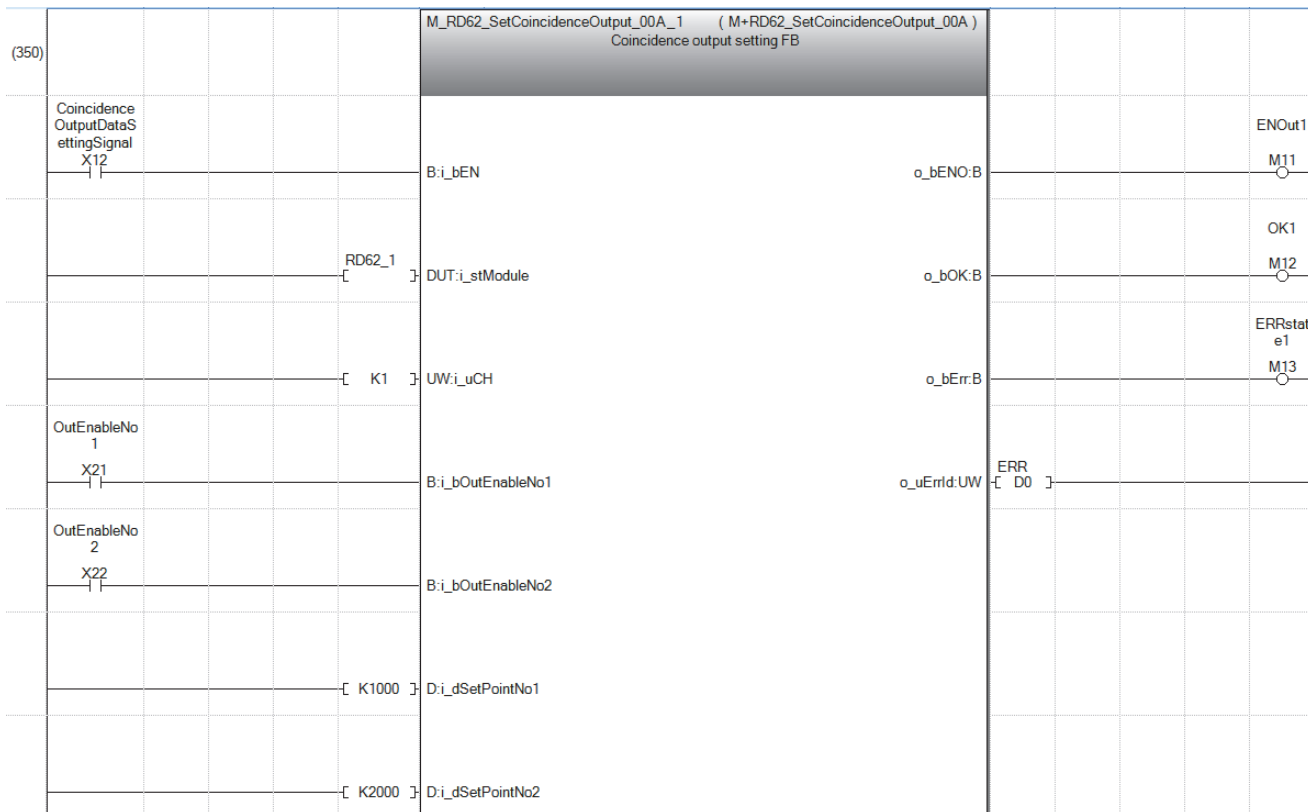 M_RD62_SetCoincidenceOutput_00A_1 ( M+RD62_SetCoincidenceOutput_00A )
Coincidence output setting FB
(350)
Coincidence
OutputDataS
ettingSignal
X12
B:i_bEN
o_bENO:B
ENOut1
M11
RD62_1
DUT:i_stModule
o_bOK:B
OK1
M12
K1
UW:i_uCH
o_bErr:B
ERRstat
e1
M13
OutEnableNo
1
X21
B:i_bOutEnableNo1
o_uErrId:UW
ERR
D0
OutEnableNo
2
X22
B:i_bOutEnableNo2
K1000
D:i_dSetPointNo1
K2000
D:i_dSetPointNo2